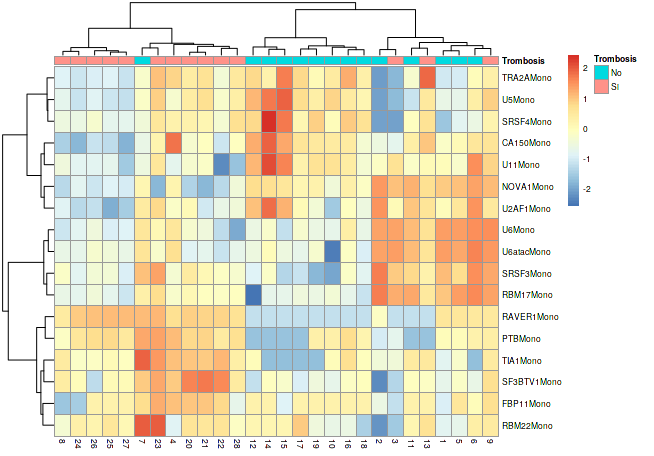 Trombosis
TRA2AMono
U5Mono
SRSF4Mono
CA150Mono
U11Mono
NOVA1Mono
U2AF1Mono
U6Mono
U6atacMono
SRSF3Mono
RBM17Mono
RAVER1Mono
PTBMono
TIA1Mono
SF3BTV1Mono
FBP11Mono
RBM22Mono
8 24 26 25 27 7 23 4 20 21 22 28 12 14 15 17 19 10 16 18 2 3 11 13 1 5 6 9
2
1
0
-1
-2
Trombosis
No
SI